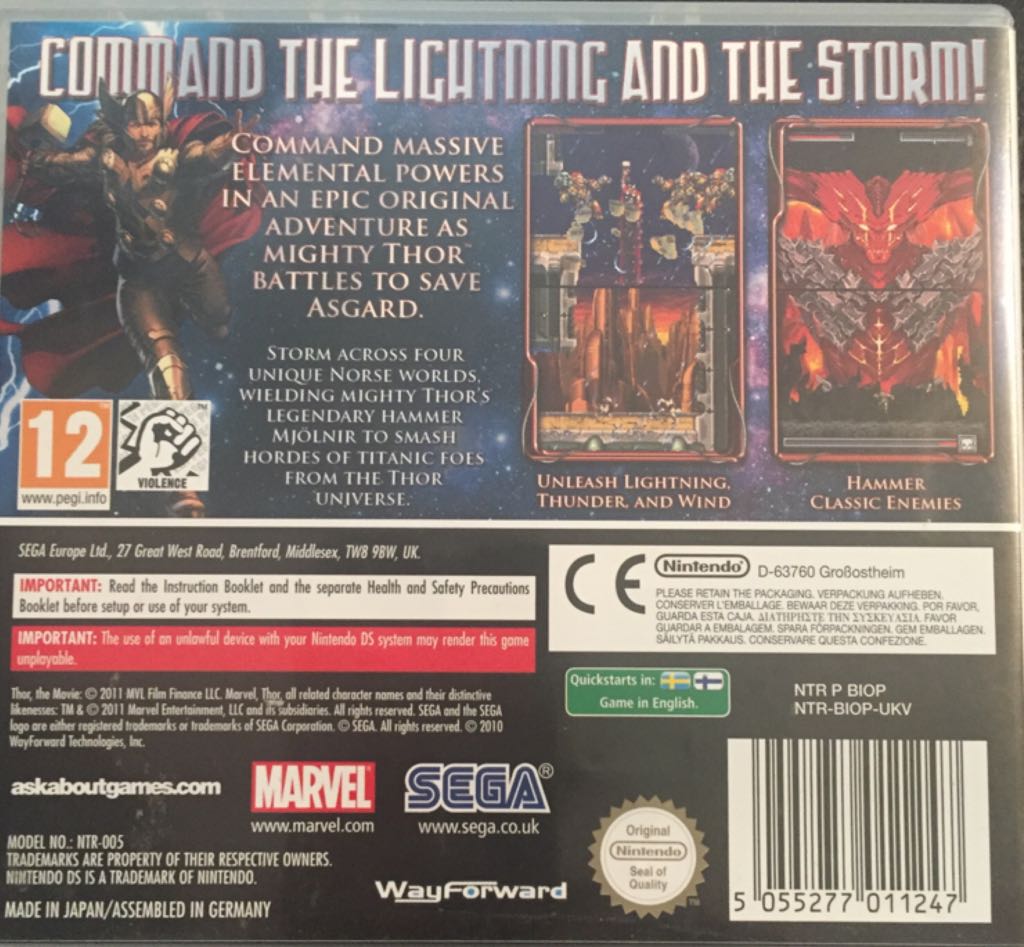 COMMAND THE LIGHTNING AND THE STORM!
COMMAND MASSIVE
ELEMENTAL POWERS
IN AN EPIC ORIGINAL
ADVENTURE AS
MIGHTY THOR™
BATTLES TO SAVE
ASGARD.
STORM ACROSS FOUR
UNIQUE NORSE WORLDS,
WIELDING MIGHTY THOR'S
LEGENDARY HAMMER
MJÖLNIR TO SMASH
HORDES OF TITANIC FOES
FROM THE THOR
UNIVERSE.
12
www.pegi.info
VIOLENCE
™
UNLEASH LIGHTNING,
THUNDER, AND WIND
HAMMER
CLASSIC ENEMIES
SEGA Europe Ltd., 27 Great West Road, Brentford, Middlesex, TW8 9BW, UK.
IMPORTANT: Read the Instruction Booklet and the separate Health and Safety Precautions
Booklet before setup or use of your system.
IMPORTANT: The use of an unlawful device with your Nintendo DS system may render this game
unplayable.
Thor, the Movie: © 2011 MVL Film Finance LLC. Marvel, Thor, all related character names and their distinctive
likenesses: TM & © 2011 Marvel Entertainment, LLC and its subsidiaries. All rights reserved. SEGA and the SEGA
logo are either registered trademarks or trademarks of SEGA Corporation. © SEGA. All rights reserved. © 2010
WayForward Technologies, Inc.
askaboutgames.com
MARVEL
www.marvel.com
SEGA®
www.sega.co.uk
MODEL NO.: NTR-005
TRADEMARKS ARE PROPERTY OF THEIR RESPECTIVE OWNERS.
NINTENDO DS IS A TRADEMARK OF NINTENDO.
MADE IN JAPAN/ASSEMBLED IN GERMANY
WayForward
CE
Nintendo® D-63760 Großostheim
PLEASE RETAIN THE PACKAGING. VERPACKUNG AUFHEBEN.
CONSERVER L'EMBALLAGE. BEWAAR DEZE VERPAKKING. POR FAVOR,
GUARDA ESTA CAJA. ΔΙΑΤΗΡΗΣΤΕ ΤΗΝ ΣΥΣΚΕΥΑΣΙΑ. FAVOR
GUARDAR A EMBALAGEM. SPARA FÖRPACKNINGEN. GEM EMBALLAGEN.
SÄILYTÄ PAKKAUS. CONSERVARE QUESTA CONFEZIONE.
Quickstarts in:
Game in English.
NTR P BIOP
NTR-BIOP-UKV
Original
Nintendo
Seal of
Quality
™
5 055277 011247